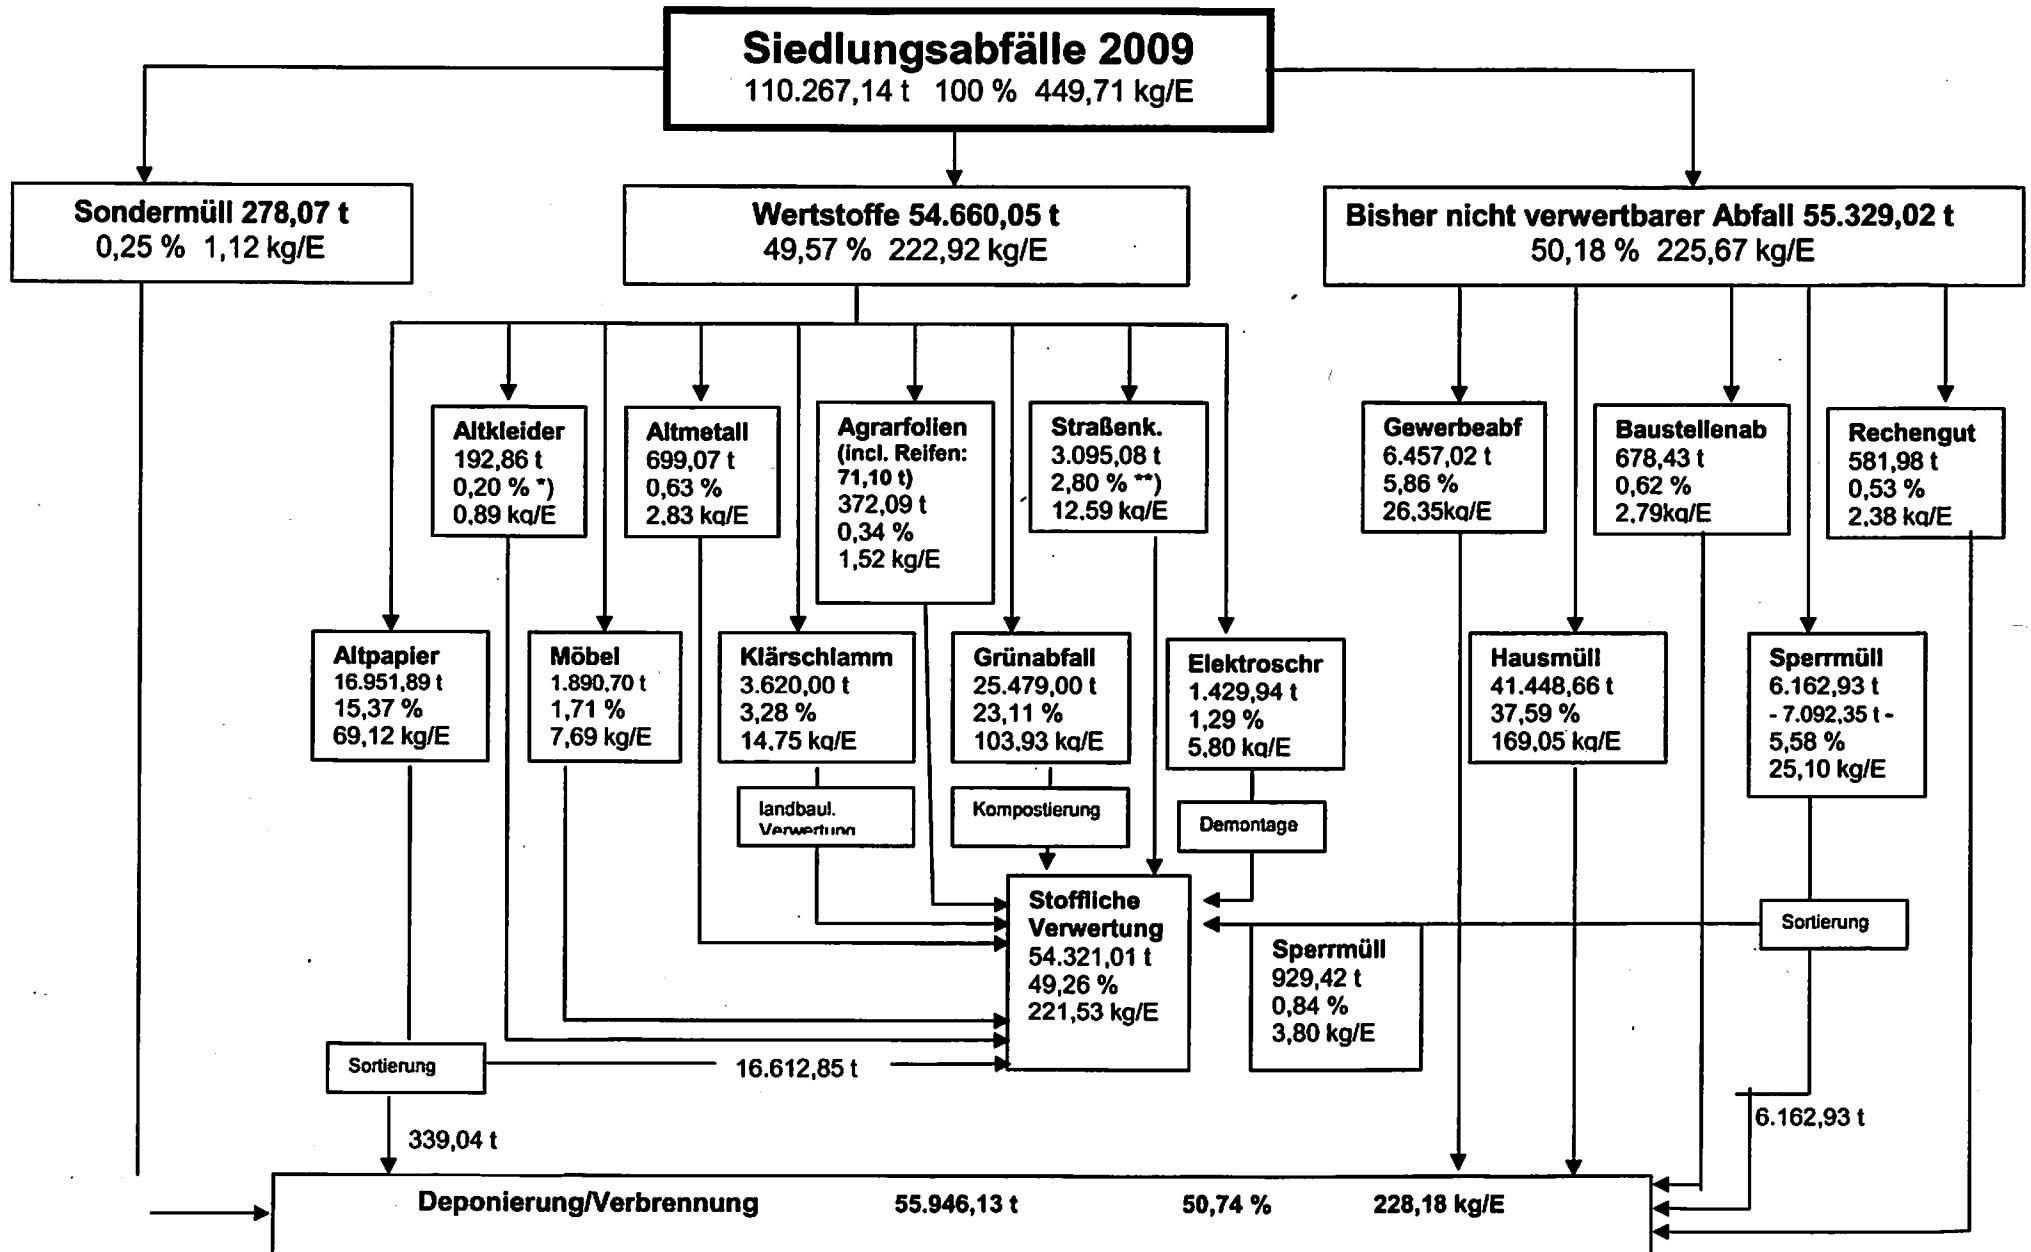 Siedlungsabfälle 2009
110.267,14 t 100 % 449,71 kg/E
Sondermüll 278,07 t
0,25 % 1,12 kg/E
Wertstoffe 54.660,05 t
49,57 % 222,92 kg/E
Bisher nicht verwertbarer Abfall 55.329,02 t
50,18 % 225,67 kg/E
Altkleider
192,86 t
0,20 % *)
0,89 kg/E
Altmetall
699,07 t
0,63 %
2,83 kg/E
Agrarfolien
(incl. Reifen:
71,10 t)
372,09 t
0,34 %
1,52 kg/E
Straßenk.
3.095,08 t
2,80 % **)
12,59 kg/E
Gewerbeabf
6.457,02 t
5,86 %
26,35kg/E
Baustellenab
678,43 t
0,62 %
2,79kg/E
Rechengut
581,98 t
0,53 %
2,38 kg/E
Altpapier
16.951,89 t
15,37 %
69,12 kg/E
Möbel
1.890,70 t
1,71 %
7,69 kg/E
Klärschlamm
3.620,00 t
3,28 %
14,75 kg/E
Grünabfall
25.479,00 t
23,11 %
103,93 kg/E
Elektroschr
1.429,94 t
1,29 %
5,80 kg/E
Hausmüll
41.448,66 t
37,59 %
169,05 kg/E
Sperrmüll
6.162,93 t
- 7.092,35 t -
5,58 %
25,10 kg/E
landbaul.
Verwertung
Kompostierung
Demontage
Stoffliche
Verwertung
54.321,01 t
49,26 %
221,53 kg/E
Sperrmüll
929,42 t
0,84 %
3,80 kg/E
Sortierung
Sortierung
16.612,85 t
339,04 t
6.162,93 t
Deponierung/Verbrennung 55.946,13 t 50,74 % 228,18 kg/E